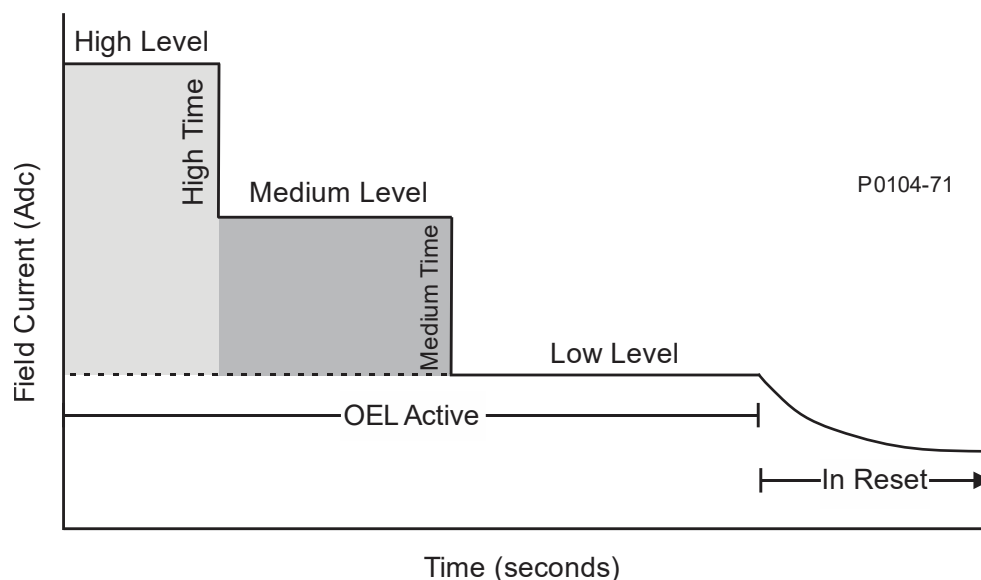 High Level
High Time
Medium Level
Medium Time
P0104-71
Low Level
OEL Active
In Reset
Field Current (Adc)
Time (seconds)